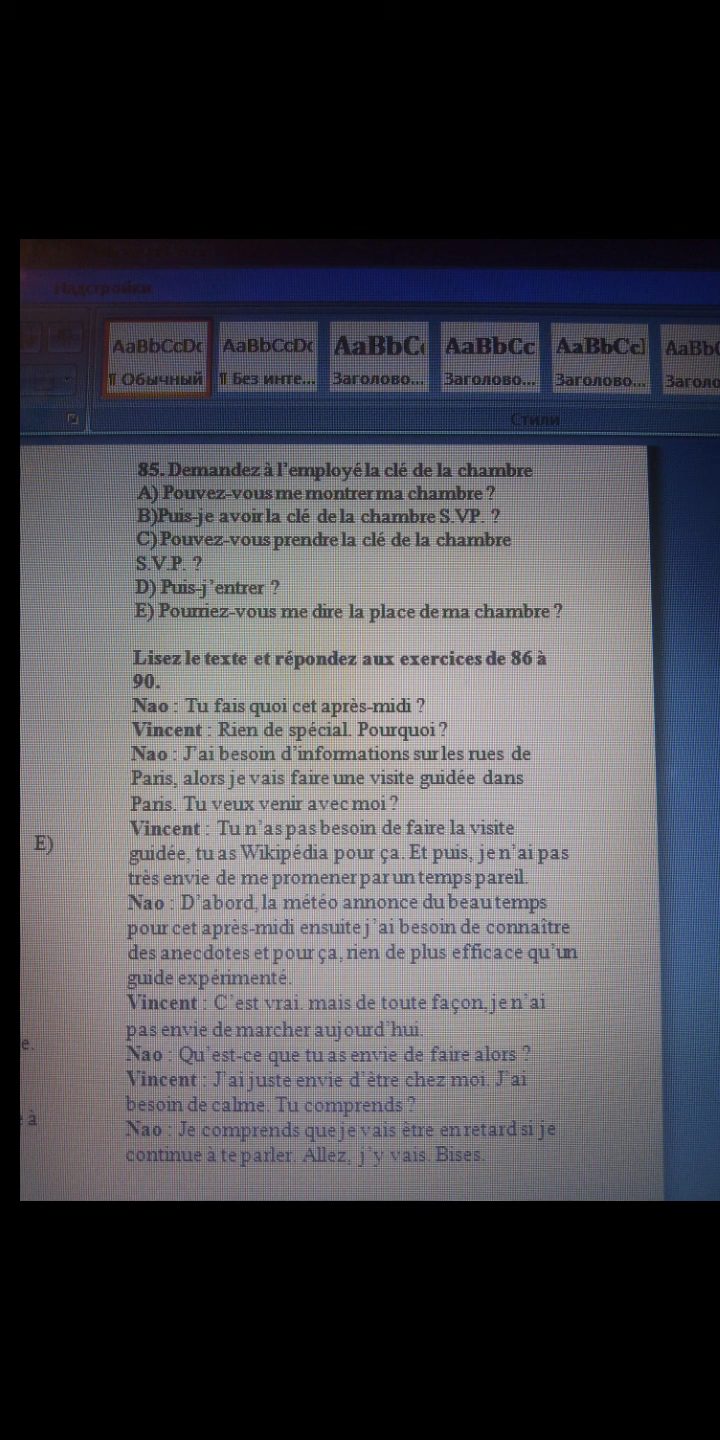 Надстройки
AaBbCcDc AaBbCcDc AaBbC AaBbCc AaBbCcl AaBb
¶ Обычный ¶ Без инте... Заголово... Заголово... Заголово... Заголо
Стили
85. Demandez à l'employé la clé de la chambre
A) Pouvez-vous me montrer ma chambre ?
B)Puis-je avoir la clé de la chambre S.VP. ?
C) Pouvez-vous prendre la clé de la chambre
S.V.P. ?
D) Puis-j'entrer ?
E) Pourriez-vous me dire la place de ma chambre ?
Lisez le texte et répondez aux exercices de 86 à
90.
Nao : Tu fais quoi cet après-midi ?
Vincent : Rien de spécial. Pourquoi ?
Nao : J'ai besoin d'informations sur les rues de
Paris, alors je vais faire une visite guidée dans
Paris. Tu veux venir avec moi ?
Vincent : Tu n'as pas besoin de faire la visite
E)
guidée, tu as Wikipédia pour ça. Et puis, je n'ai pas
très envie de me promener par un temps pareil.
Nao : D'abord, la météo annonce du beau temps
pour cet après-midi ensuite j'ai besoin de connaître
des anecdotes et pour ça, rien de plus efficace qu'un
guide expérimenté.
Vincent : C'est vrai. mais de toute façon, je n'ai
pas envie de marcher aujourd'hui.
e.
Nao : Qu'est-ce que tu as envie de faire alors ?
Vincent : J'ai juste envie d'être chez moi. J'ai
besoin de calme. Tu comprends ?
à
Nao : Je comprends que je vais être en retard si je
continue à te parler. Allez, j'y vais. Bises.